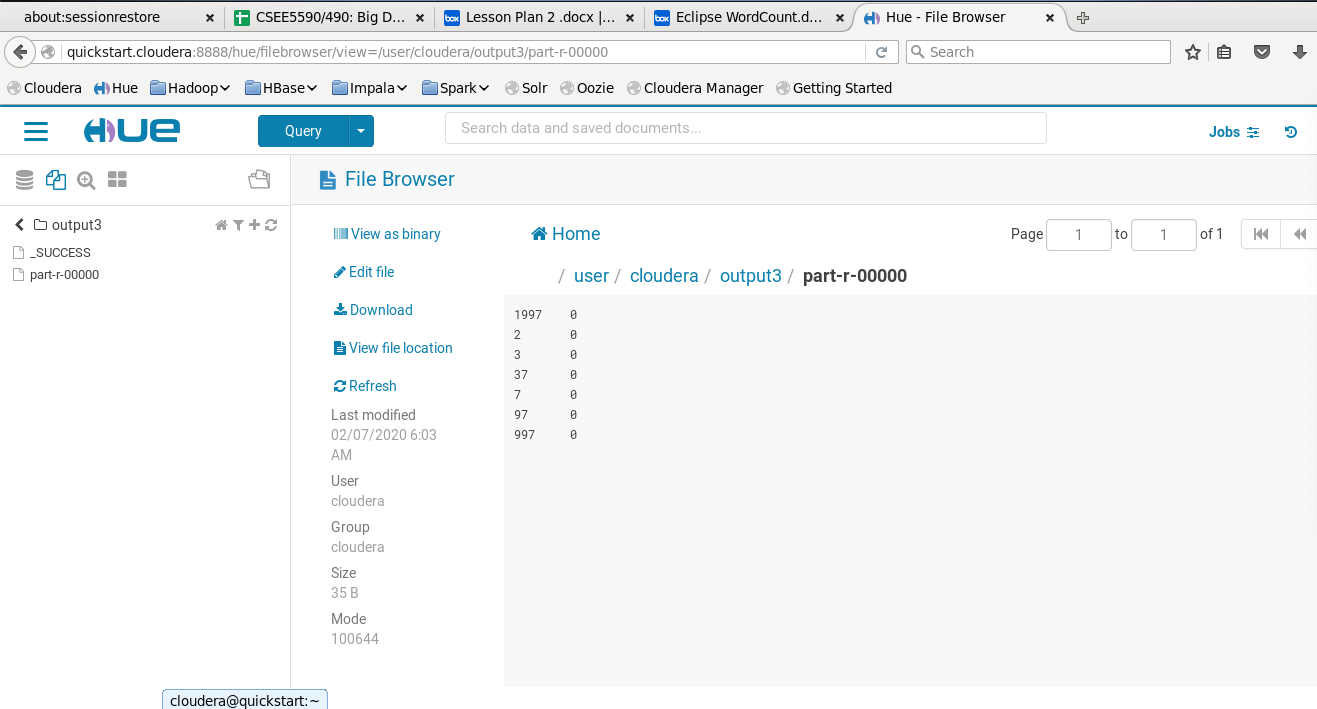 about:sessionrestore × CSEE5590/490: Big D... × Lesson Plan 2 .docx |... × Eclipse WordCount.d... × Hue - File Browser ×
quickstart.cloudera:8888/hue/filebrowser/view=/user/cloudera/output3/part-r-00000 Search
Cloudera Hue Hadoop HBase Impala Spark Solr Oozie Cloudera Manager Getting Started
HUE Query Search data and saved documents... Jobs
File Browser
output3
_SUCCESS
part-r-00000
View as binary
Edit file
Download
View file location
Refresh
Last modified
02/07/2020 6:03
AM
User
cloudera
Group
cloudera
Size
35 B
Mode
100644
Home Page 1 to 1 of 1
/ user / cloudera / output3 / part-r-00000
1997 0
2 0
3 0
37 0
7 0
97 0
997 0
cloudera@quickstart:~